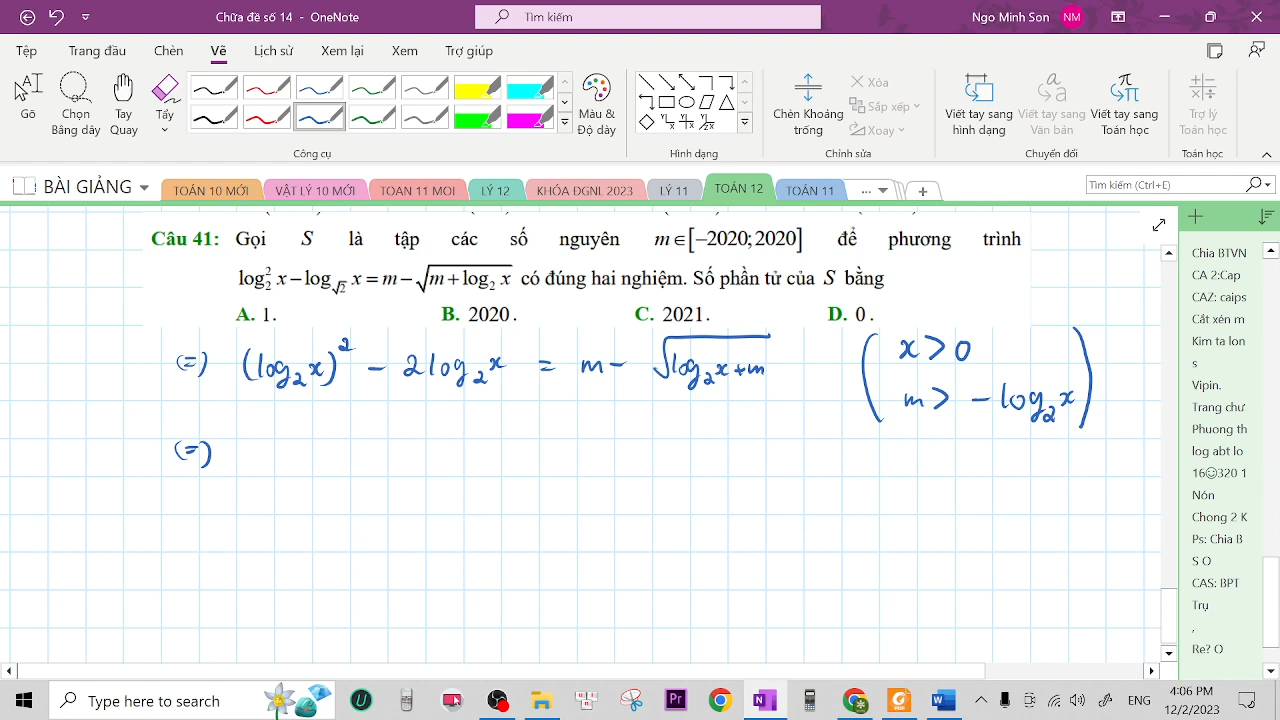 Chữa đề số 14 - OneNote
Tìm kiếm
Ngo Minh Son NM
Tệp Trang đầu Chèn Vẽ Lịch sử Xem lại Xem Trợ giúp
Gõ Chọn Bằng dây Tay Quay Tẩy Màu & Độ dày Chèn Khoảng trống Xóa Sắp xếp Xoay Viết tay sang hình dạng Viết tay sang Văn bản Viết tay sang Toán học Trợ lý Toán học
Công cụ Hình dạng Chỉnh sửa Chuyển đổi Toán học
BÀI GIẢNG TOÁN 10 MỚI VẬT LÝ 10 MỚI TOAN 11 MOI LÝ 12 KHÓA ĐGNL 2023 LÝ 11 TOÁN 12 TOÁN 11 ... Tìm kiếm (Ctrl+E)
Câu 41: Gọi S là tập các số nguyên m∈[−2020;2020] để phương trình
log₂² x − log_√2 x = m − √(m + log₂ x) có đúng hai nghiệm. Số phần tử của S bằng
A. 1. B. 2020. C. 2021. D. 0.
(=) (log₂x)² − 2log₂x = m − √(log₂x+m) ( x > 0
m > − log₂x )
(=)
Chia BTVN
CA 2:Cap
CAZ: caips
Cắt xén m
Kim ta lon
s
Vipin.
Trang chư
Phuong th
log abt lo
16☺320 1
Nón
Chong 2 K
Ps: Chia B
S O
CAS: BPT
Trụ
,
Re? O
Type here to search
ENG
4:06 PM
12/2/2023